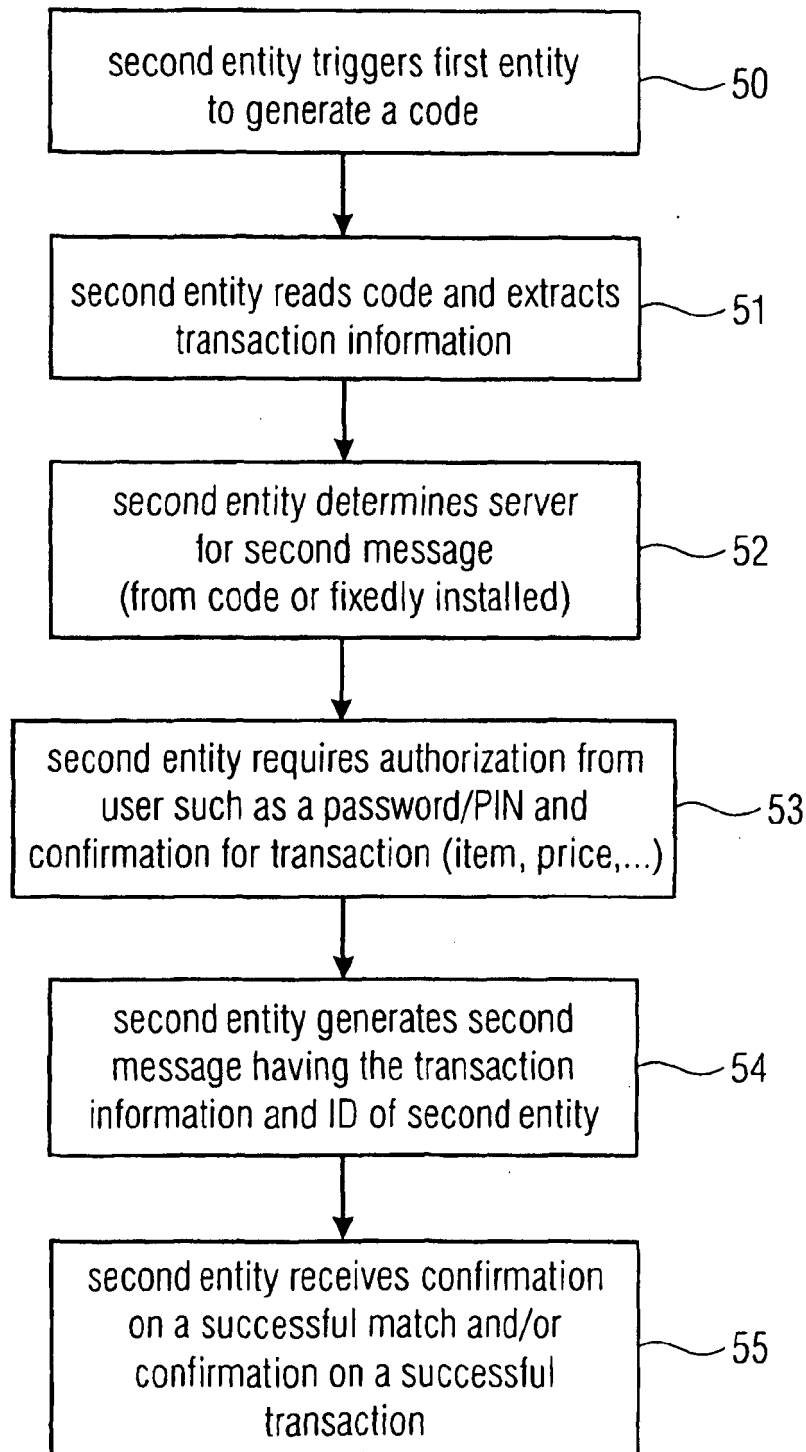 second entity triggers first entity
to generate a code
50
second entity reads code and extracts
transaction information
51
second entity determines server
for second message
(from code or fixedly installed)
52
second entity requires authorization from
user such as a password/PIN and
confirmation for transaction (item, price,...)
53
second entity generates second
message having the transaction
information and ID of second entity
54
second entity receives confirmation
on a successful match and/or
confirmation on a successful
transaction
55